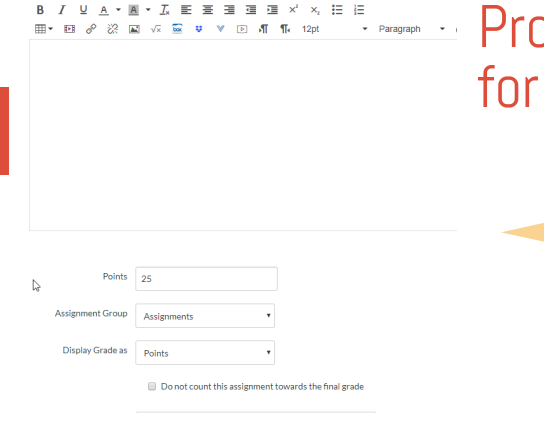 B I U A A
12pt Paragraph
Pro
for
Points 25
Assignment Group Assignments
Display Grade as Points
Do not count this assignment towards the final grade